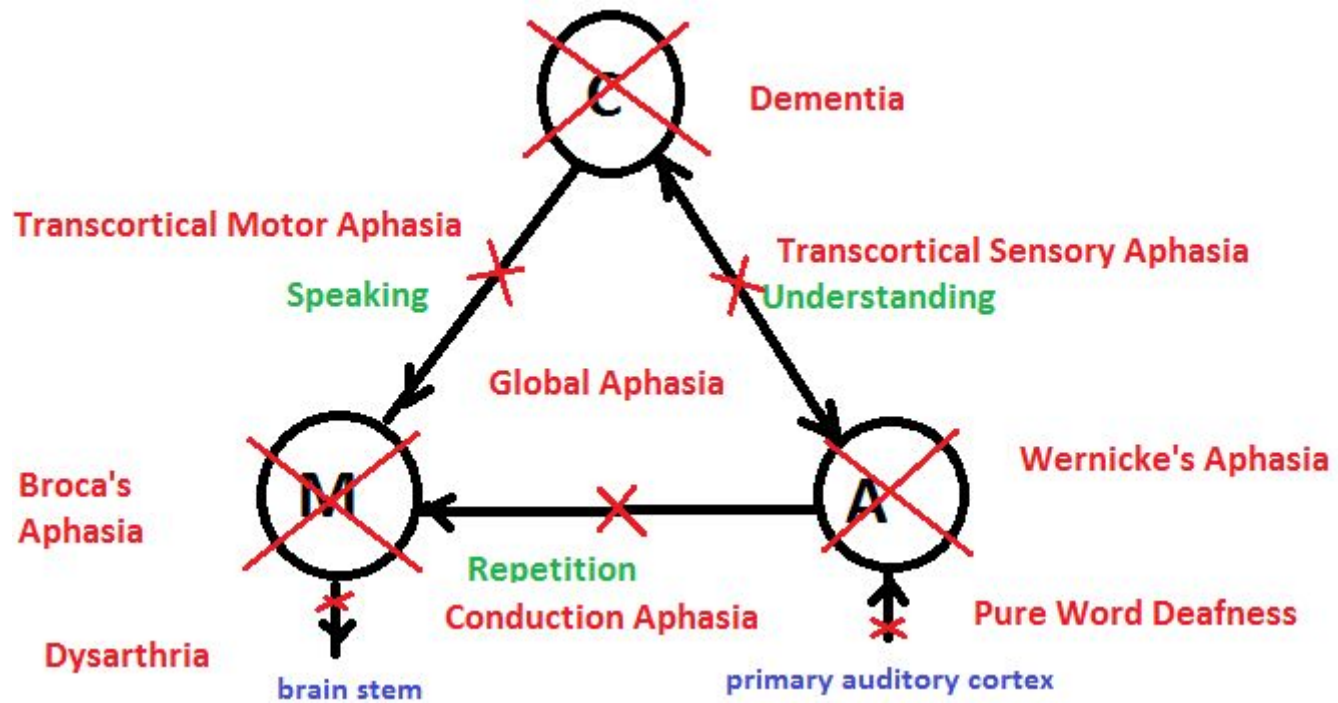 C
Dementia
Transcortical Motor Aphasia
Transcortical Sensory Aphasia
Speaking
Understanding
Global Aphasia
M
A
Wernicke's Aphasia
Broca's
Aphasia
Repetition
Conduction Aphasia
Pure Word Deafness
Dysarthria
brain stem
primary auditory cortex